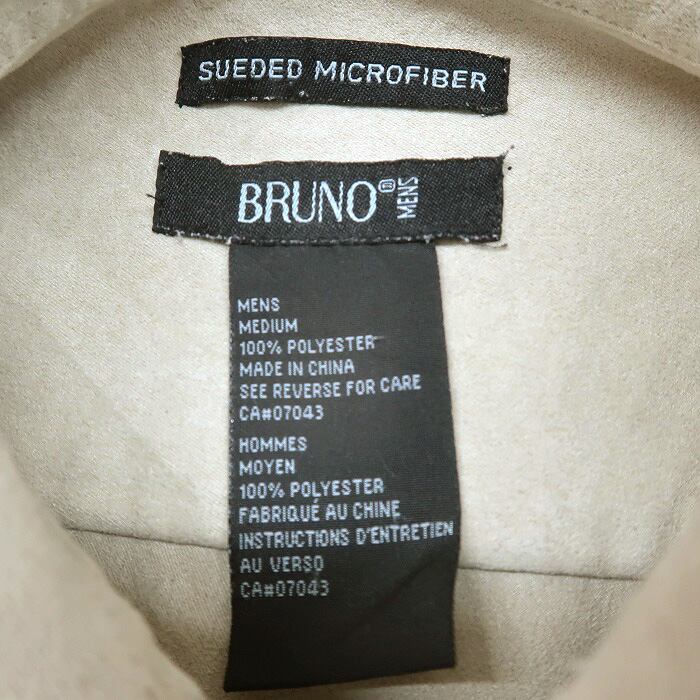 SUEDED MICROFIBER
BRUNO® MENS
MENS
MEDIUM
100% POLYESTER
MADE IN CHINA
SEE REVERSE FOR CARE
CA#07043
HOMMES
MOYEN
100% POLYESTER
FABRIQUÉ AU CHINE
INSTRUCTIONS D'ENTRETIEN
AU VERSO
CA#07043